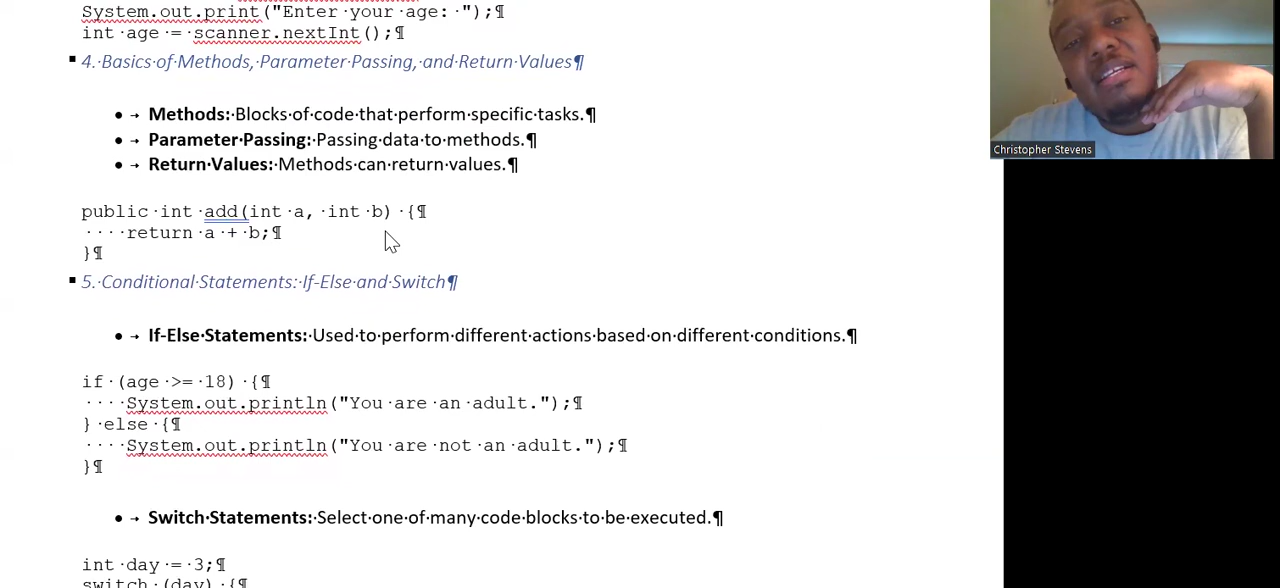 System.out.print("Enter your age: ");¶
int age = scanner.nextInt();¶
4. Basics of Methods, Parameter Passing, and Return Values¶
Methods: Blocks of code that perform specific tasks.¶
Parameter Passing: Passing data to methods.¶
Return Values: Methods can return values.¶
public int add(int a, int b) {¶
return a + b;¶
}¶
5. Conditional Statements: If-Else and Switch¶
If-Else Statements: Used to perform different actions based on different conditions.¶
if (age >= 18) {¶
System.out.println("You are an adult.");¶
} else {¶
System.out.println("You are not an adult.");¶
}¶
Switch Statements: Select one of many code blocks to be executed.¶
int day = 3;¶
switch (day) {¶
Christopher Stevens